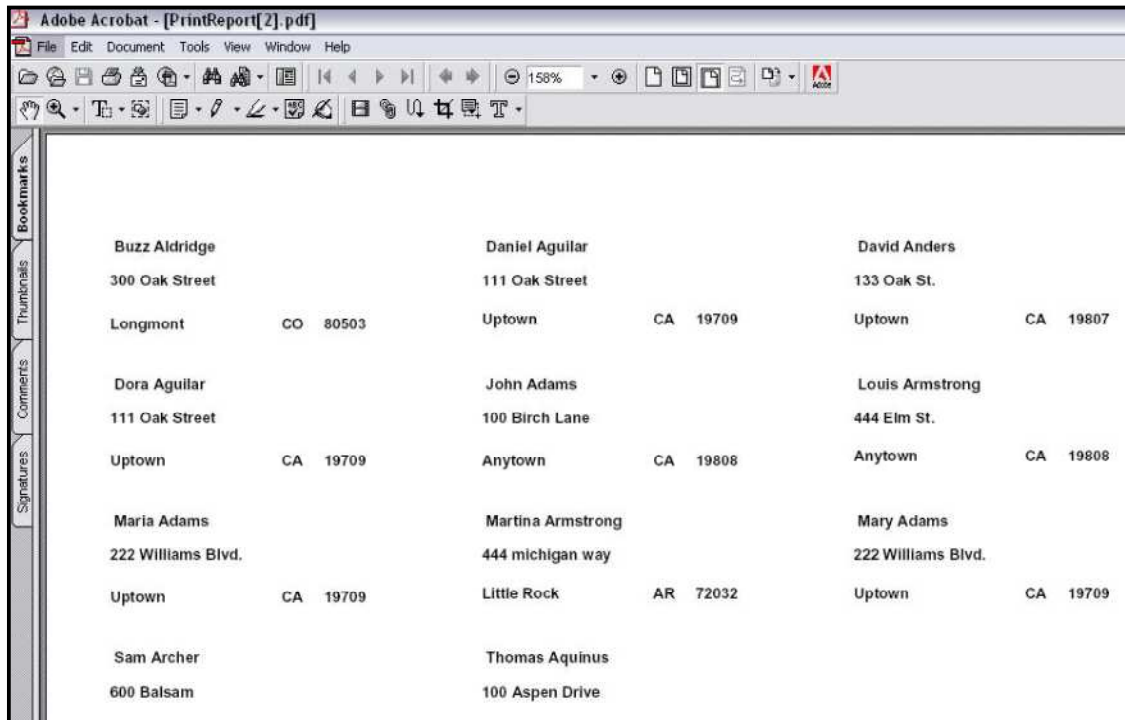 Adobe Acrobat - [PrintReport[2].pdf]
File Edit Document Tools View Window Help
158%
Adobe
Bookmarks
Thumbnails
Comments
Signatures
Buzz Aldridge Daniel Aguilar David Anders
300 Oak Street 111 Oak Street 133 Oak St.
Longmont CO 80503 Uptown CA 19709 Uptown CA 19807
Dora Aguilar John Adams Louis Armstrong
111 Oak Street 100 Birch Lane 444 Elm St.
Uptown CA 19709 Anytown CA 19808 Anytown CA 19808
Maria Adams Martina Armstrong Mary Adams
222 Williams Blvd. 444 michigan way 222 Williams Blvd.
Uptown CA 19709 Little Rock AR 72032 Uptown CA 19709
Sam Archer Thomas Aquinus
600 Balsam 100 Aspen Drive